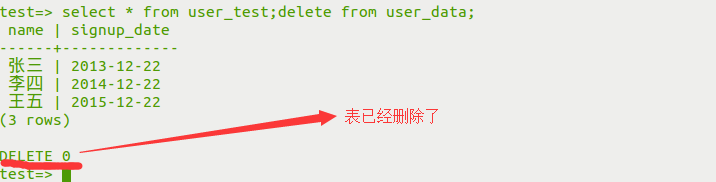 test=> select * from user_test;delete from user_data;
 name | signup_date
------+-------------
 张三 | 2013-12-22
 李四 | 2014-12-22
 王五 | 2015-12-22
(3 rows)
表已经删除了
DELETE 0
test=>